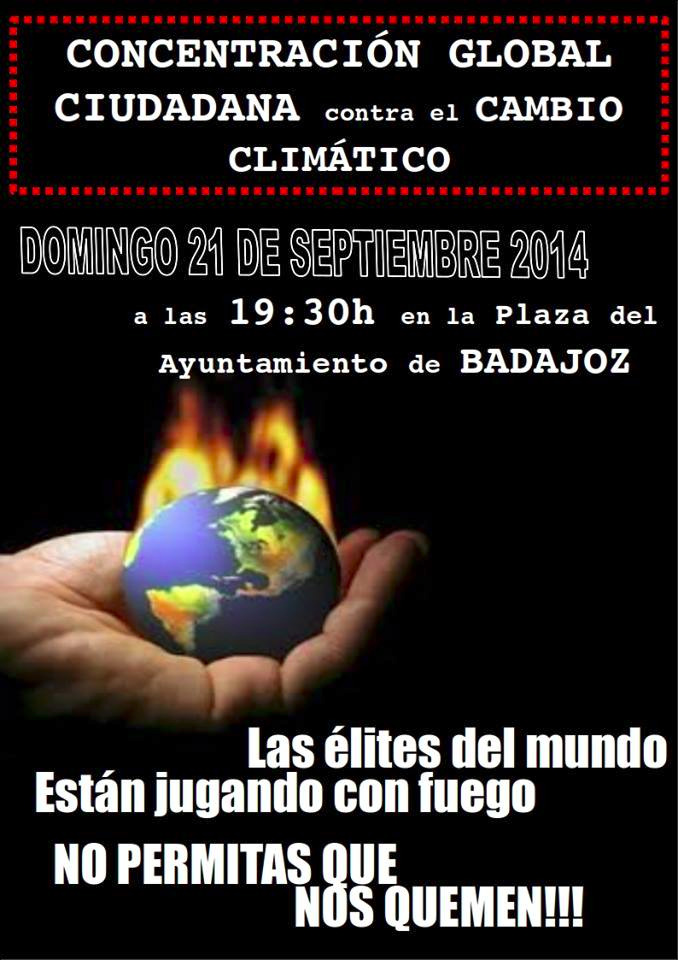 CONCENTRACIÓN GLOBAL
CIUDADANA contra el CAMBIO
CLIMÁTICO
DOMINGO 21 DE SEPTIEMBRE 2014
a las 19:30h en la Plaza del
Ayuntamiento de BADAJOZ
Las élites del mundo
Están jugando con fuego
NO PERMITAS QUE
NOS QUEMEN!!!